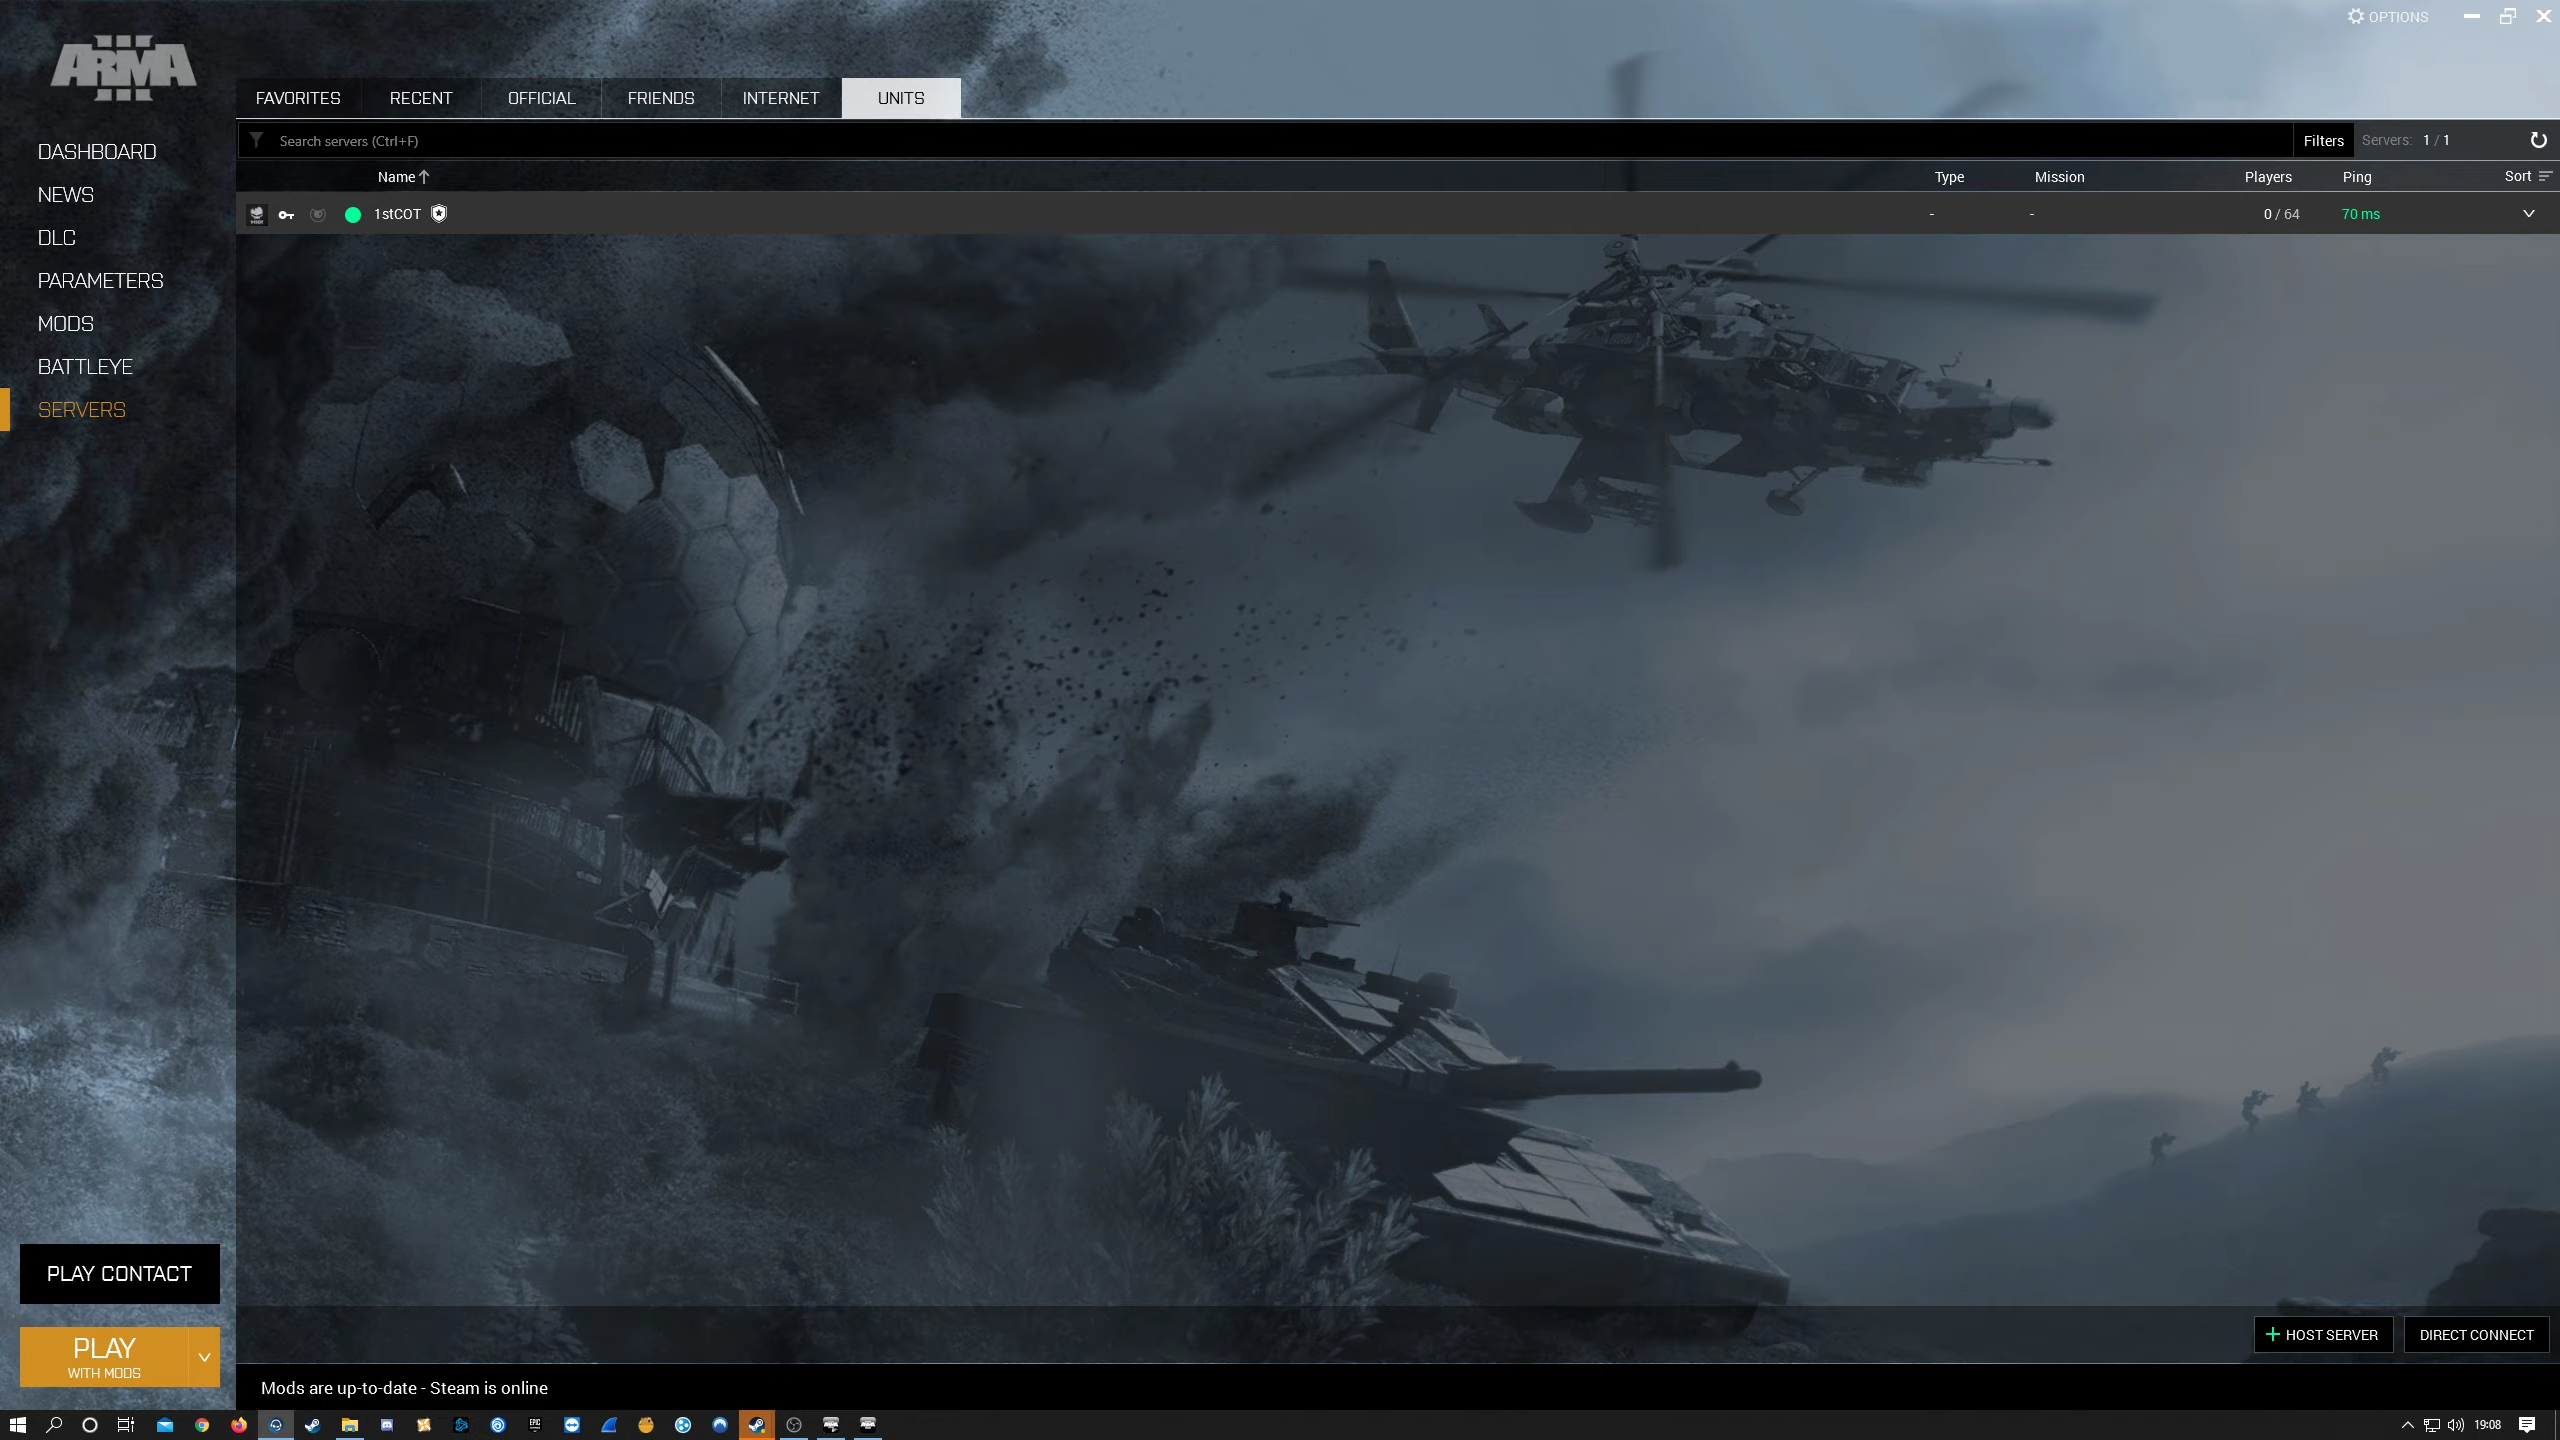 OPTIONS
ARMA III
FAVORITES RECENT OFFICIAL FRIENDS INTERNET UNITS
Search servers (Ctrl+F) Filters Servers: 1 / 1
Name Type Mission Players Ping Sort
1stCOT - - 0 / 64 70 ms
DASHBOARD
NEWS
DLC
PARAMETERS
MODS
BATTLEYE
SERVERS
PLAY CONTACT
PLAY
WITH MODS
HOST SERVER DIRECT CONNECT
Mods are up-to-date - Steam is online
19:08